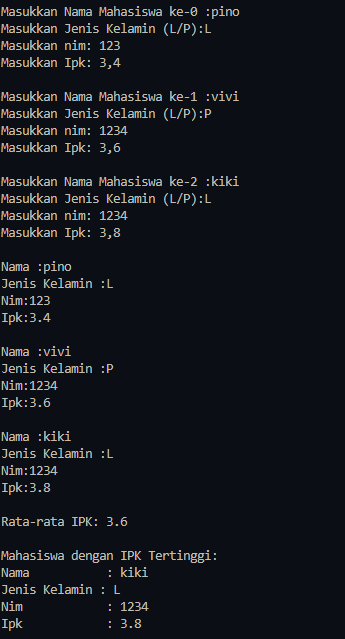 Masukkan Nama Mahasiswa ke-0 :pino
Masukkan Jenis Kelamin (L/P):L
Masukkan nim: 123
Masukkan Ipk: 3,4
Masukkan Nama Mahasiswa ke-1 :vivi
Masukkan Jenis Kelamin (L/P):P
Masukkan nim: 1234
Masukkan Ipk: 3,6
Masukkan Nama Mahasiswa ke-2 :kiki
Masukkan Jenis Kelamin (L/P):L
Masukkan nim: 1234
Masukkan Ipk: 3,8
Nama :pino
Jenis Kelamin :L
Nim:123
Ipk:3.4
Nama :vivi
Jenis Kelamin :P
Nim:1234
Ipk:3.6
Nama :kiki
Jenis Kelamin :L
Nim:1234
Ipk:3.8
Rata-rata IPK: 3.6
Mahasiswa dengan IPK Tertinggi:
Nama          : kiki
Jenis Kelamin : L
Nim           : 1234
Ipk           : 3.8